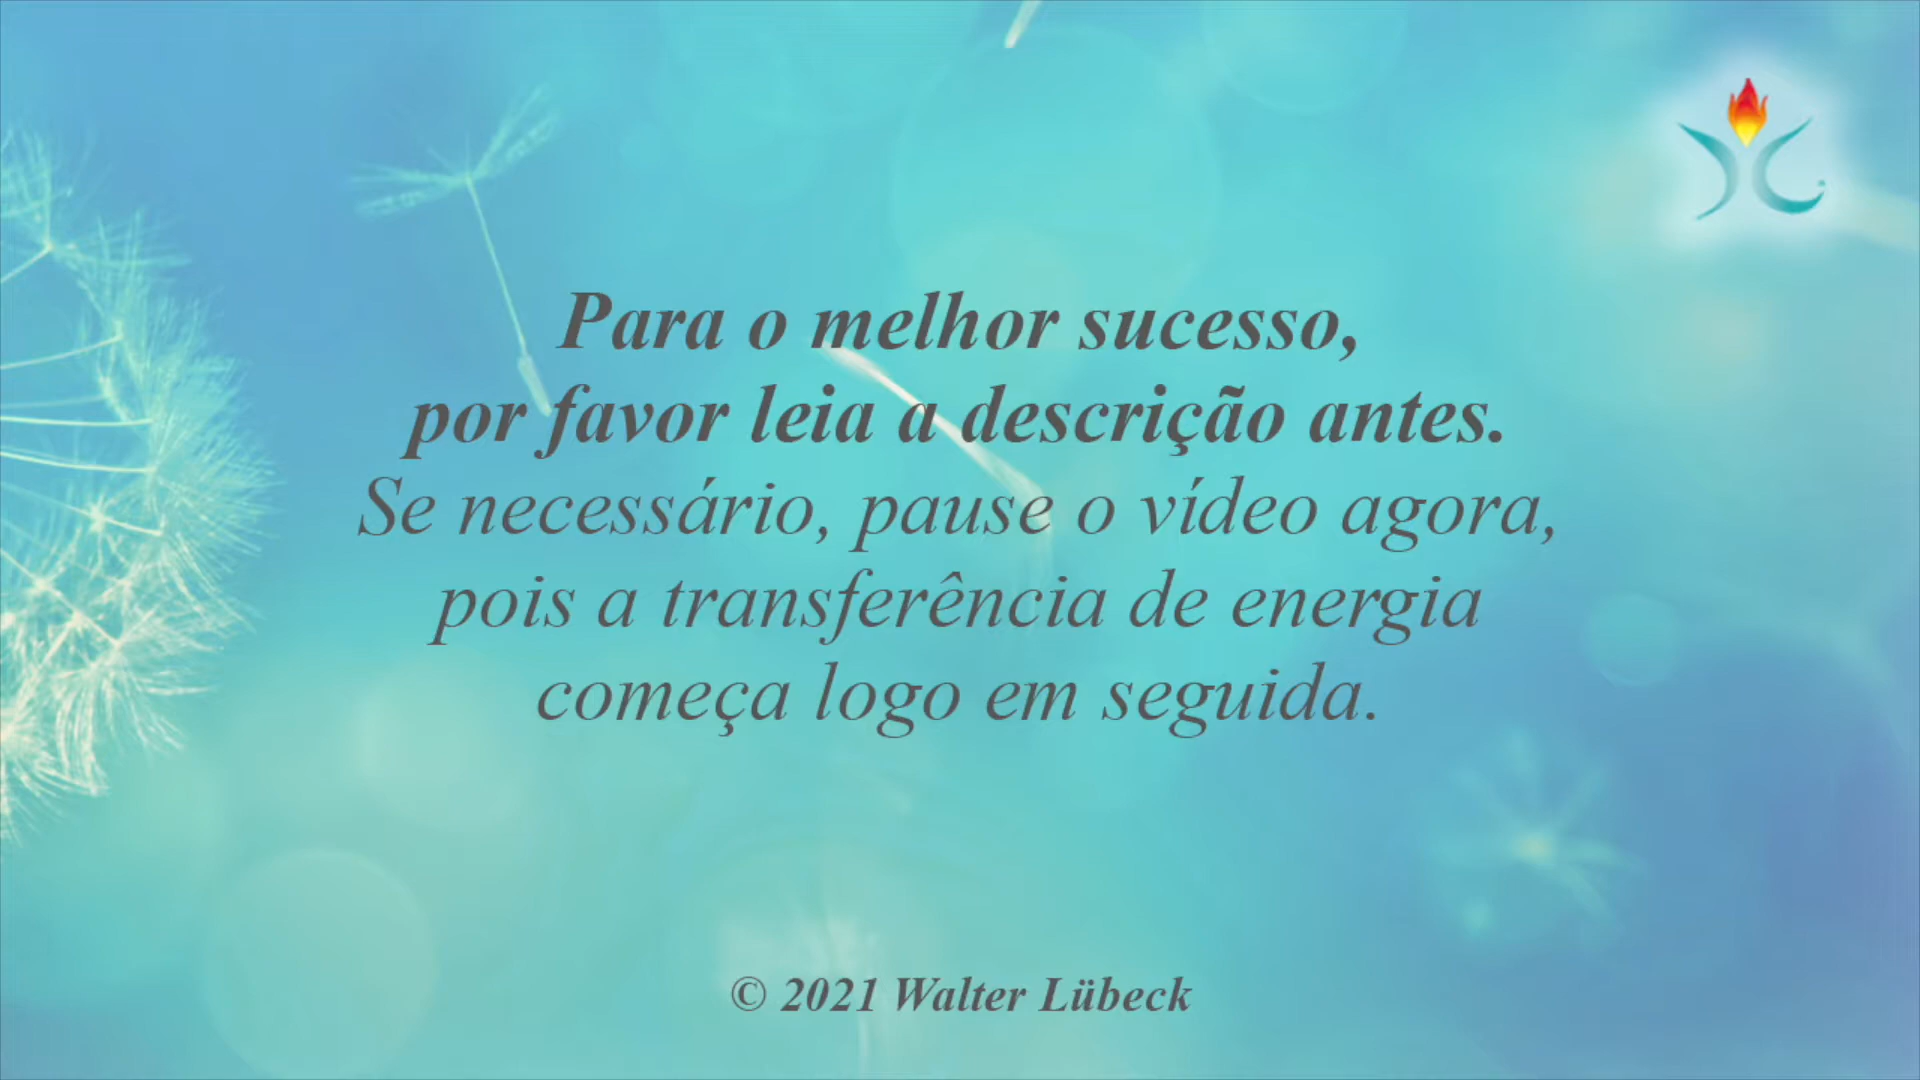 Para o melhor sucesso,
por favor leia a descrição antes.
Se necessário, pause o vídeo agora,
pois a transferência de energia
começa logo em seguida.
© 2021 Walter Lübeck